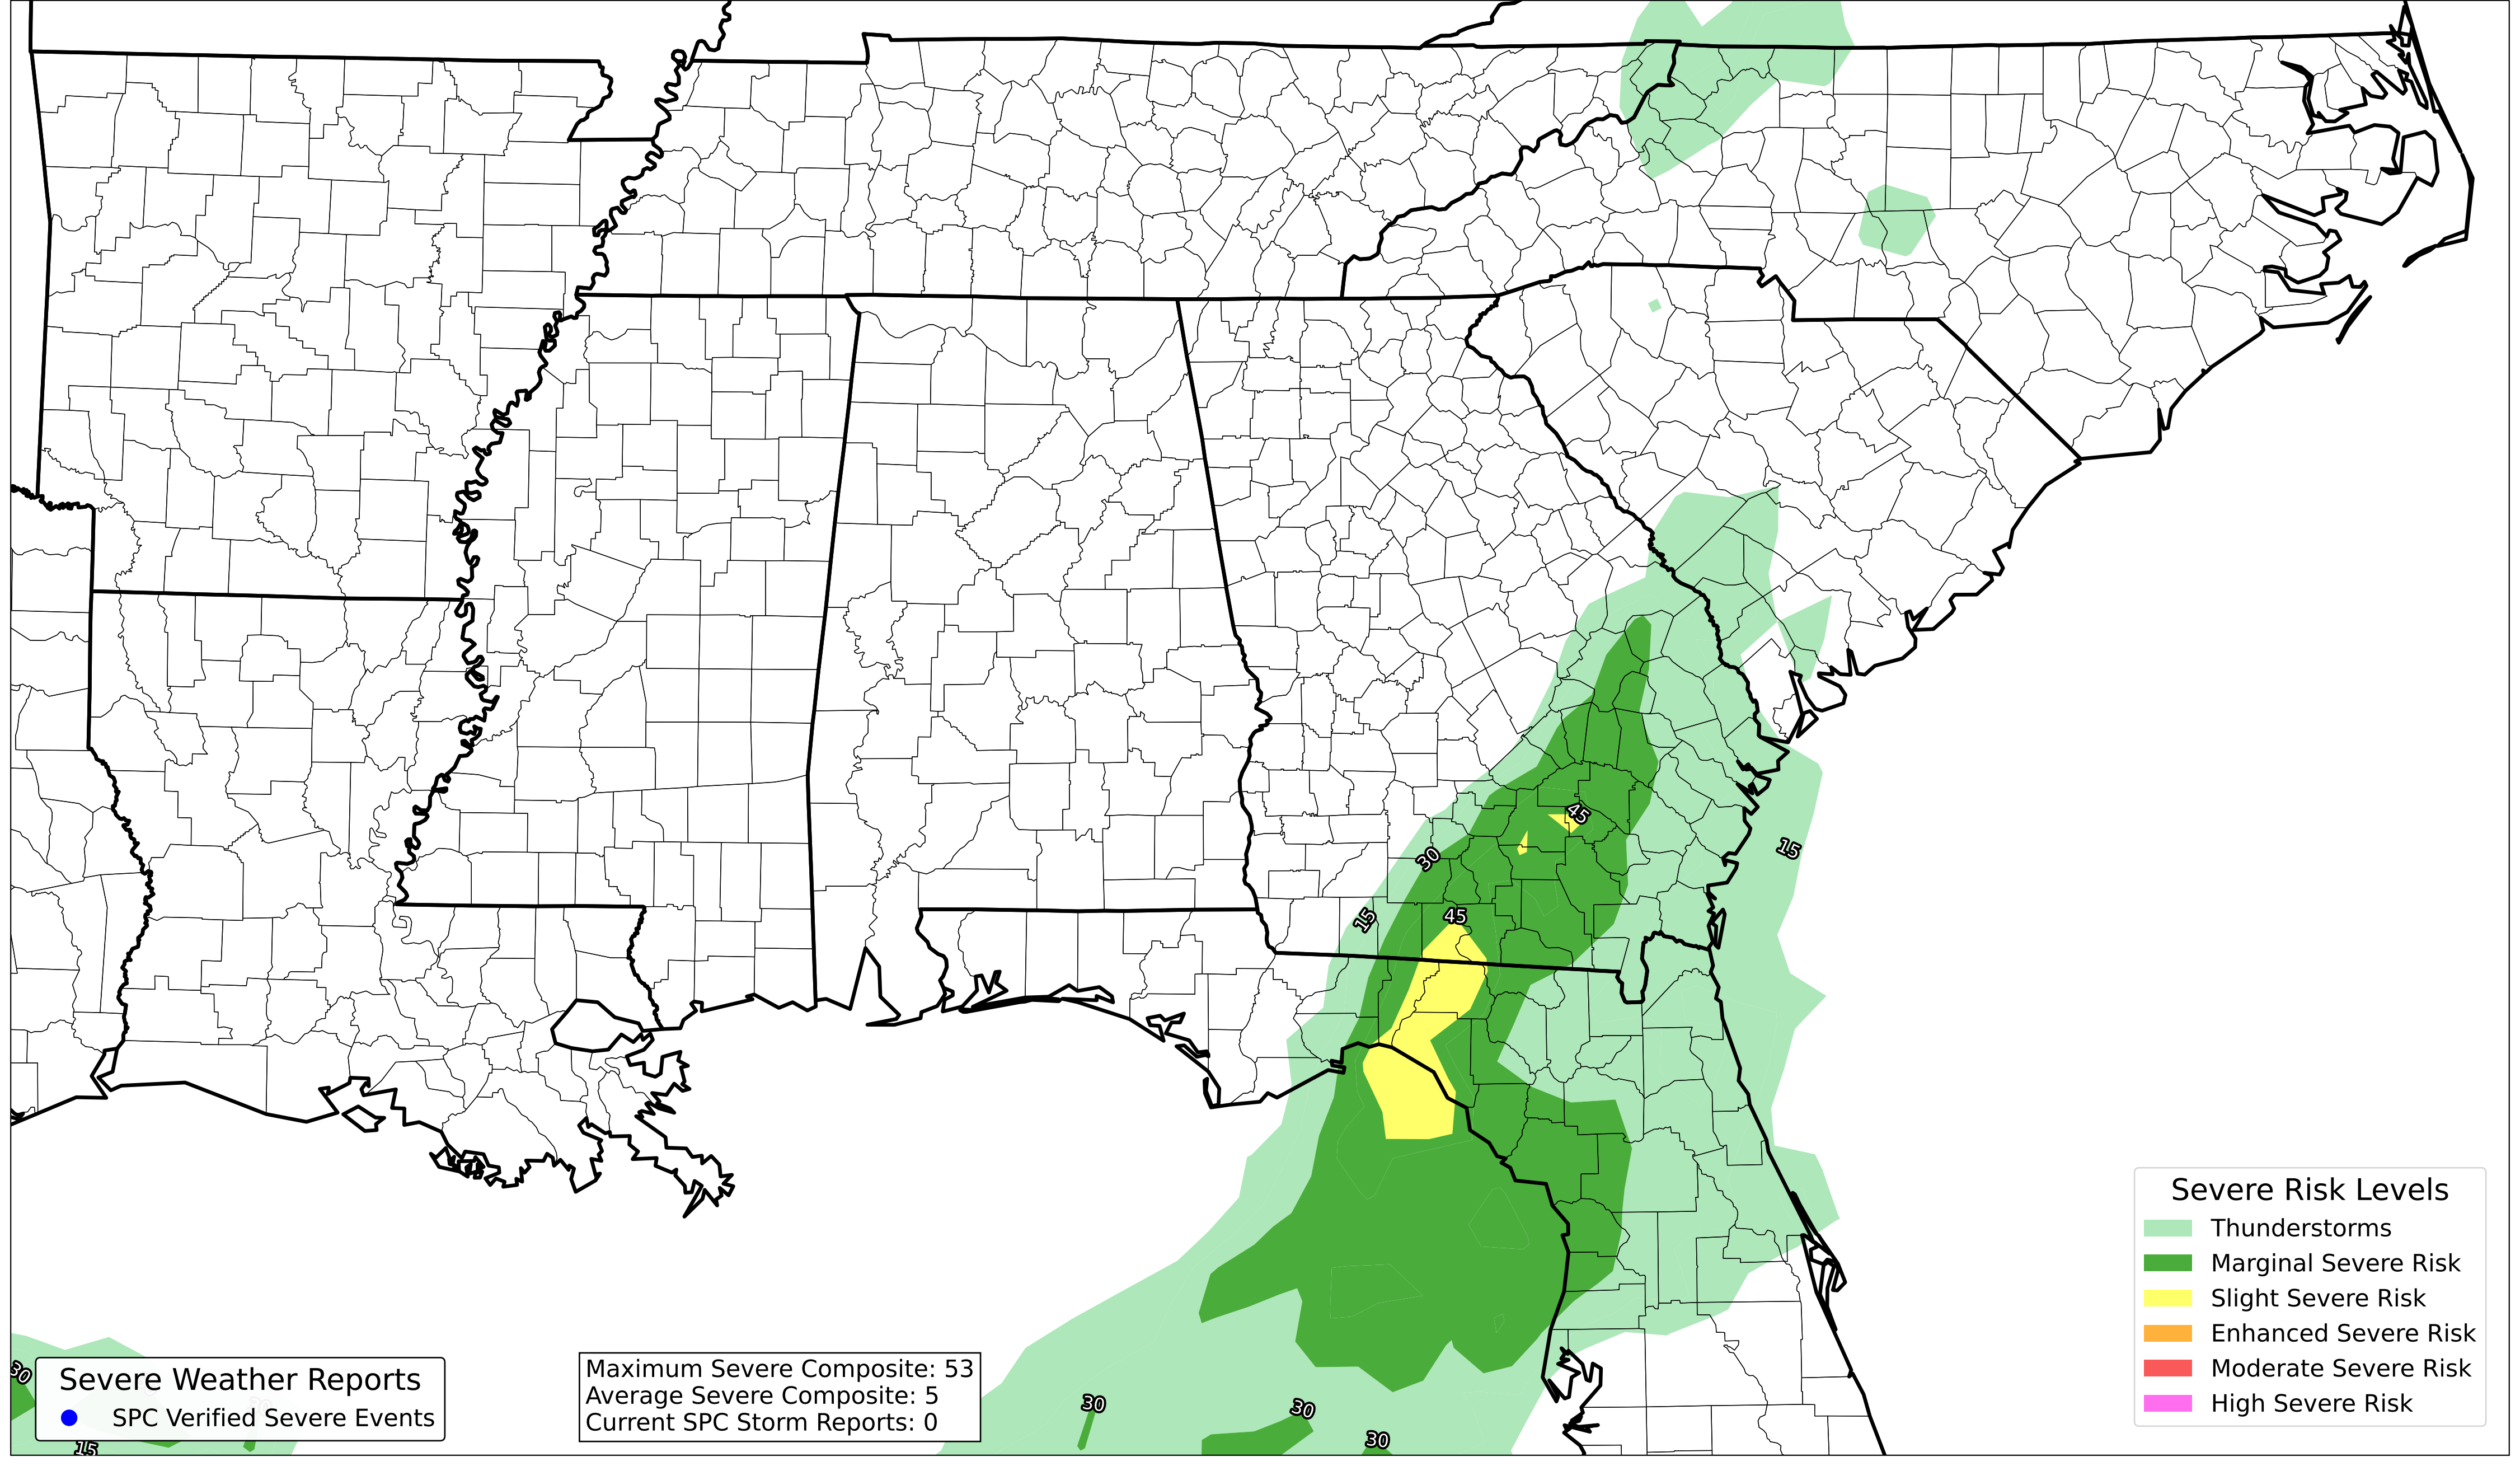 45
30
15
15
45
30
30
30
30
15
Severe Weather Reports
SPC Verified Severe Events
Maximum Severe Composite: 53
Average Severe Composite: 5
Current SPC Storm Reports: 0
Severe Risk Levels
Thunderstorms
Marginal Severe Risk
Slight Severe Risk
Enhanced Severe Risk
Moderate Severe Risk
High Severe Risk